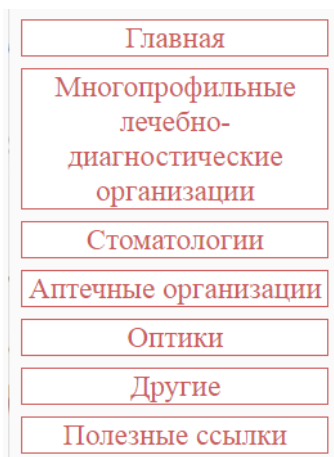 Главная
Многопрофильные
лечебно-
диагностические
организации
Стоматологии
Аптечные организации
Оптики
Другие
Полезные ссылки